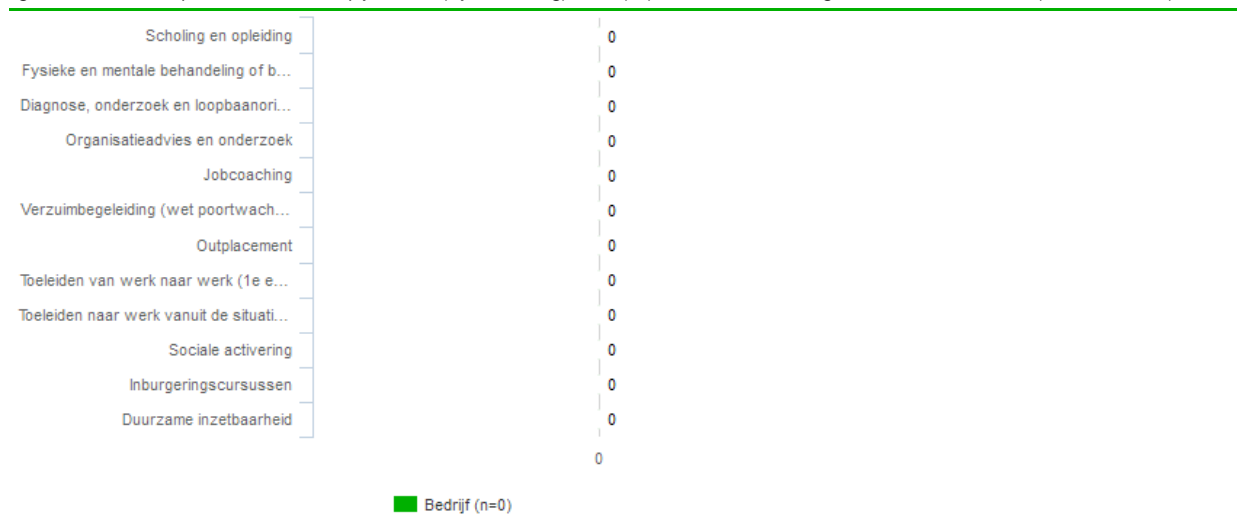 Scholing en opleiding 0
Fysieke en mentale behandeling of b... 0
Diagnose, onderzoek en loopbaanori... 0
Organisatieadvies en onderzoek 0
Jobcoaching 0
Verzuimbegeleiding (wet poortwach... 0
Outplacement 0
Toeleiden van werk naar werk (1e e... 0
Toeleiden naar werk vanuit de situati... 0
Sociale activering 0
Inburgeringscursussen 0
Duurzame inzetbaarheid 0
0
Bedrijf (n=0)